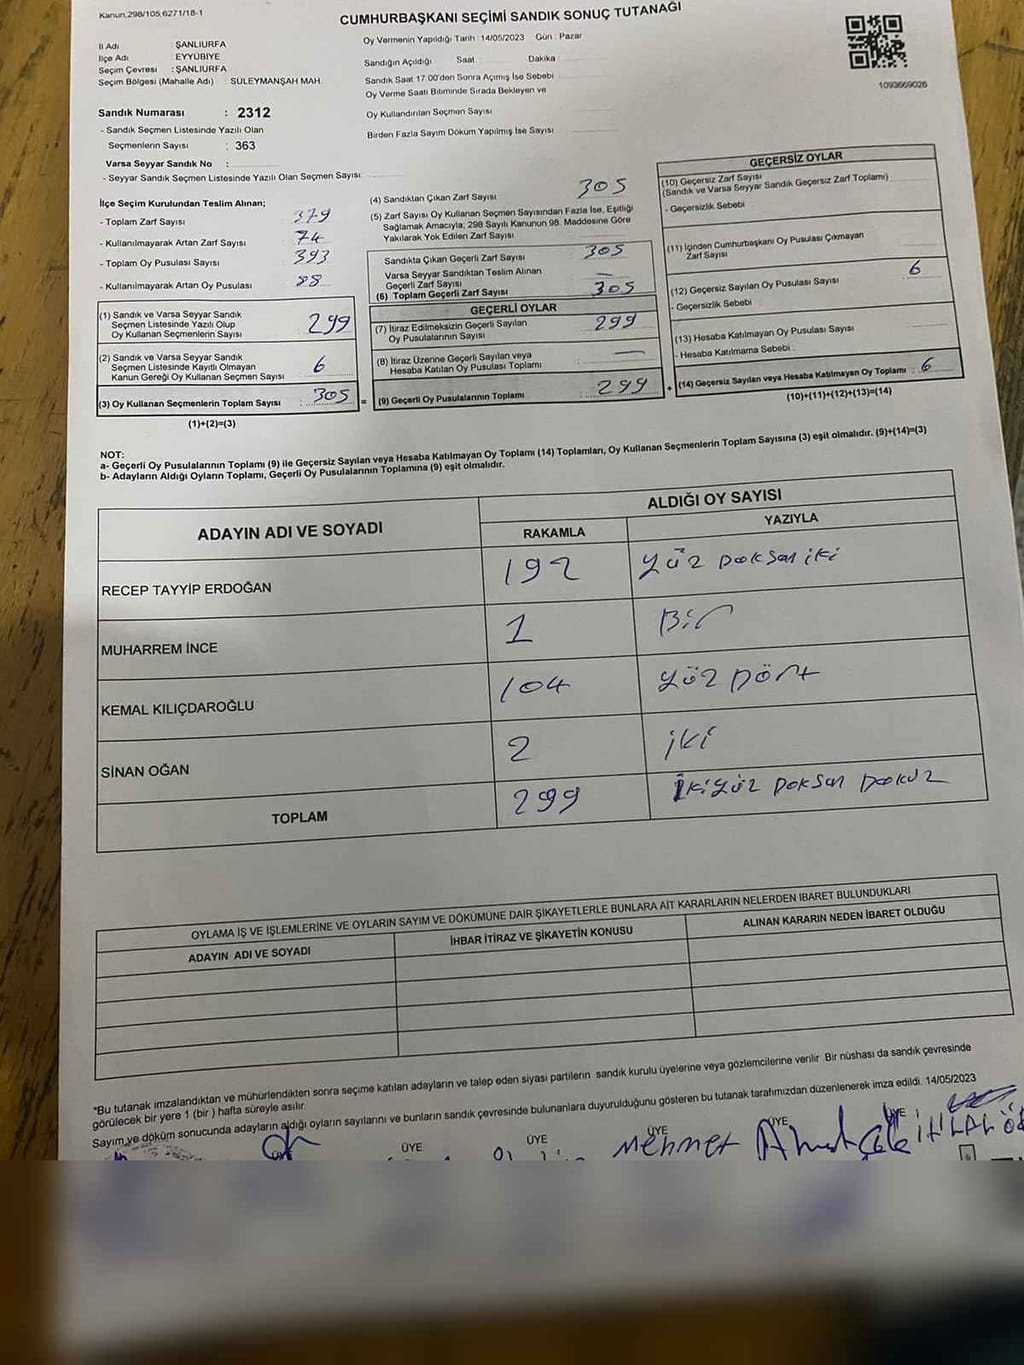 Kanun,298/105,6271/18-1
CUMHURBAŞKANI SEÇİMİ SANDIK SONUÇ TUTANAĞI
İl Adı : ŞANLIURFA
İlçe Adı : EYYÜBİYE
Seçim Çevresi : ŞANLIURFA
Seçim Bölgesi (Mahalle Adı) : SÜLEYMANŞAH MAH.
Oy Vermenin Yapıldığı Tarih : 14/05/2023 Gün : Pazar
Sandığın Açıldığı Saat Dakika
Sandık Saat 17:00'den Sonra Açmış İse Sebebi
Oy Verme Saati Bitiminde Sırada Bekleyen ve
Oy Kullandırılan Seçmen Sayısı
Birden Fazla Sayım Döküm Yapılmış İse Sayısı
1093669026
Sandık Numarası : 2312
- Sandık Seçmen Listesinde Yazılı Olan
Seçmenlerin Sayısı : 363
Varsa Seyyar Sandık No :
- Seyyar Sandık Seçmen Listesinde Yazılı Olan Seçmen Sayısı:
İlçe Seçim Kurulundan Teslim Alınan;
- Toplam Zarf Sayısı 379
- Kullanılmayarak Artan Zarf Sayısı 74
- Toplam Oy Pusulası Sayısı 393
- Kullanılmayarak Artan Oy Pusulası 88
(1) Sandık ve Varsa Seyyar Sandık
Seçmen Listesinde Yazılı Olup
Oy Kullanan Seçmenlerin Sayısı 299
(2) Sandık ve Varsa Seyyar Sandık
Seçmen Listesinde Kayıtlı Olmayan
Kanun Gereği Oy Kullanan Seçmen Sayısı 6
(3) Oy Kullanan Seçmenlerin Toplam Sayısı : 305
(1)+(2)=(3)
=
(4) Sandıktan Çıkan Zarf Sayısı 305
(5) Zarf Sayısı Oy Kullanan Seçmen Sayısından Fazla İse, Eşitliği
Sağlamak Amacıyla; 298 Sayılı Kanunun 98. Maddesine Göre
Yakılarak Yok Edilen Zarf Sayısı
Sandıkta Çıkan Geçerli Zarf Sayısı 305
Varsa Seyyar Sandıktan Teslim Alınan
Geçerli Zarf Sayısı : —
(6) Toplam Geçerli Zarf Sayısı 305
GEÇERLİ OYLAR
(7) İtiraz Edilmeksizin Geçerli Sayılan
Oy Pusulalarının Sayısı 299
(8) İtiraz Üzerine Geçerli Sayılan veya
Hesaba Katılan Oy Pusulası Toplamı —
(9) Geçerli Oy Pusulalarının Toplamı : 299
+
GEÇERSİZ OYLAR
(10) Geçersiz Zarf Sayısı
(Sandık ve Varsa Seyyar Sandık Geçersiz Zarf Toplamı)
- Geçersizlik Sebebi
(11) İçinden Cumhurbaşkanı Oy Pusulası Çıkmayan
Zarf Sayısı
(12) Geçersiz Sayılan Oy Pusulası Sayısı 6
- Geçersizlik Sebebi
(13) Hesaba Katılmayan Oy Pusulası Sayısı
- Hesaba Katılmama Sebebi :
(14) Geçersiz Sayılan veya Hesaba Katılmayan Oy Toplamı : 6
(10)+(11)+(12)+(13)=(14)
NOT:
a- Geçerli Oy Pusulalarının Toplamı (9) ile Geçersiz Sayılan veya Hesaba Katılmayan Oy Toplamı (14) Toplamları, Oy Kullanan Seçmenlerin Toplam Sayısına (3) eşit olmalıdır. (9)+(14)=(3)
b- Adayların Aldığı Oyların Toplamı, Geçerli Oy Pusulalarının Toplamına (9) eşit olmalıdır.
ADAYIN ADI VE SOYADI
ALDIĞI OY SAYISI
RAKAMLA YAZIYLA
RECEP TAYYİP ERDOĞAN 192 yüz Doksan iki
MUHARREM İNCE 1 Bir
KEMAL KILIÇDAROĞLU 104 yüz Dört
SİNAN OĞAN 2 iki
TOPLAM 299 ikiyüz Doksan Dokuz
OYLAMA İŞ VE İŞLEMLERİNE VE OYLARIN SAYIM VE DÖKÜMÜNE DAİR ŞİKAYETLERLE BUNLARA AİT KARARLARIN NELERDEN İBARET BULUNDUKLARI
ADAYIN ADI VE SOYADI İHBAR İTİRAZ VE ŞİKAYETİN KONUSU ALINAN KARARIN NEDEN İBARET OLDUĞU
*Bu tutanak imzalandıktan ve mühürlendikten sonra seçime katılan adayların ve talep eden siyasi partilerin sandık kurulu üyelerine veya gözlemcilerine verilir. Bir nüshası da sandık çevresinde
görülecek bir yere 1 (bir) hafta süreyle asılır.
Sayım ve döküm sonucunda adayların aldığı oyların sayılarını ve bunların sandık çevresinde bulunanlara duyurulduğunu gösteren bu tutanak tarafımızdan düzenlenerek imza edildi. 14/05/2023
ÜYE ÜYE ÜYE ÜYE ÜYE
Mehmet Ahmet